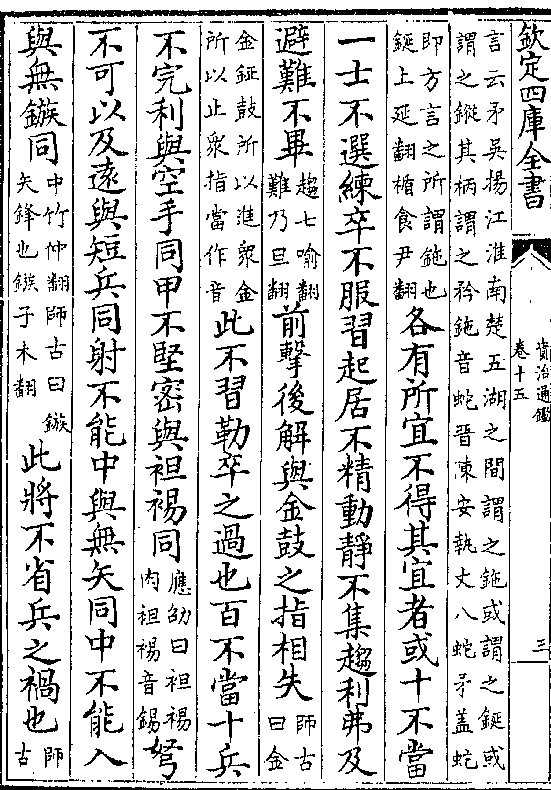 欽定四庫全書
資治通鑑
卷十五
三
言云矛吳揚江淮南楚五湖之間謂之鉇或謂之鋋或
謂之鏦其柄謂之矜鉇音蛇晉陳安執丈八蛇矛盖蛇
即方言之所謂鉇也
鋋上延翻楯食尹翻
各有所宜不得其宜者或十不當
一士不選練卒不服習起居不精動靜不集趨利弗及
避難不畢
趨七喻翻
難乃旦翻
前擊後解與金鼓之指相失
師古
曰金
金鉦鼓所以進衆金
所以止衆指當作音
此不習勒卒之過也百不當十兵
不完利與空手同甲不堅密與袒裼同
應劭曰袒裼
肉袒裼音錫
弩
不可以及遠與短兵同射不能中與無矢同中不能入
與無鏃同
中竹仲翻師古曰鏃
矢鋒也鏃子木翻
此將不省兵之禍也
師
古